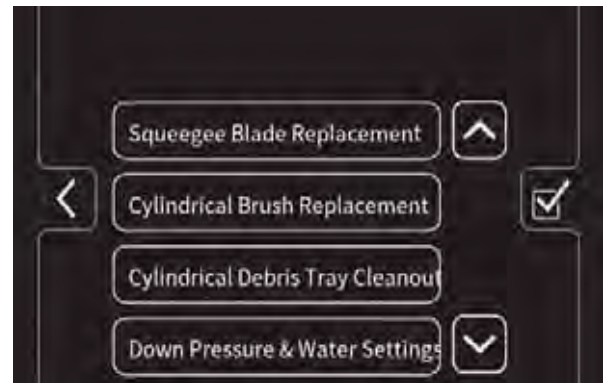 Squeegee Blade Replacement
Cylindrical Brush Replacement
Cylindrical Debris Tray Cleanout
Down Pressure & Water Settings